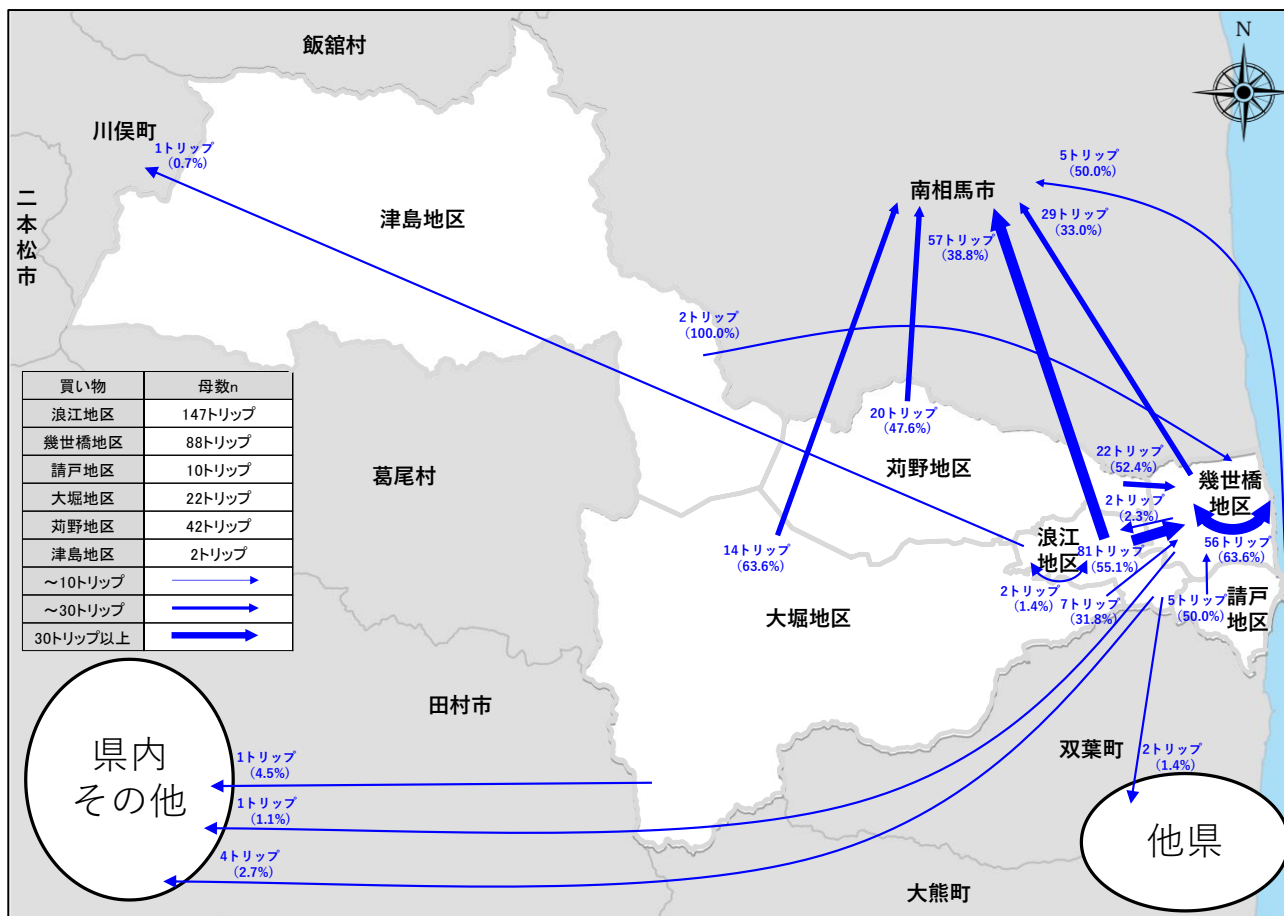 飯舘村
N
川俣町
1トリップ
(0.7%)
5トリップ
(50.0%)
二本松市
津島地区
南相馬市
29トリップ
(33.0%)
57トリップ
(38.8%)
2トリップ
(100.0%)
買い物 母数n
浪江地区 147トリップ
幾世橋地区 88トリップ
請戸地区 10トリップ
大堀地区 22トリップ
苅野地区 42トリップ
津島地区 2トリップ
～10トリップ
～30トリップ
30トリップ以上
葛尾村
20トリップ
(47.6%)
苅野地区
22トリップ
(52.4%)
幾世橋
地区
2トリップ
(2.3%)
浪江
地区
14トリップ
(63.6%)
81トリップ
(55.1%)
56トリップ
(63.6%)
2トリップ
(1.4%)
7トリップ
(31.8%)
5トリップ
(50.0%)
請戸
地区
大堀地区
田村市
県内
その他
1トリップ
(4.5%)
1トリップ
(1.1%)
4トリップ
(2.7%)
双葉町
2トリップ
(1.4%)
他県
大熊町